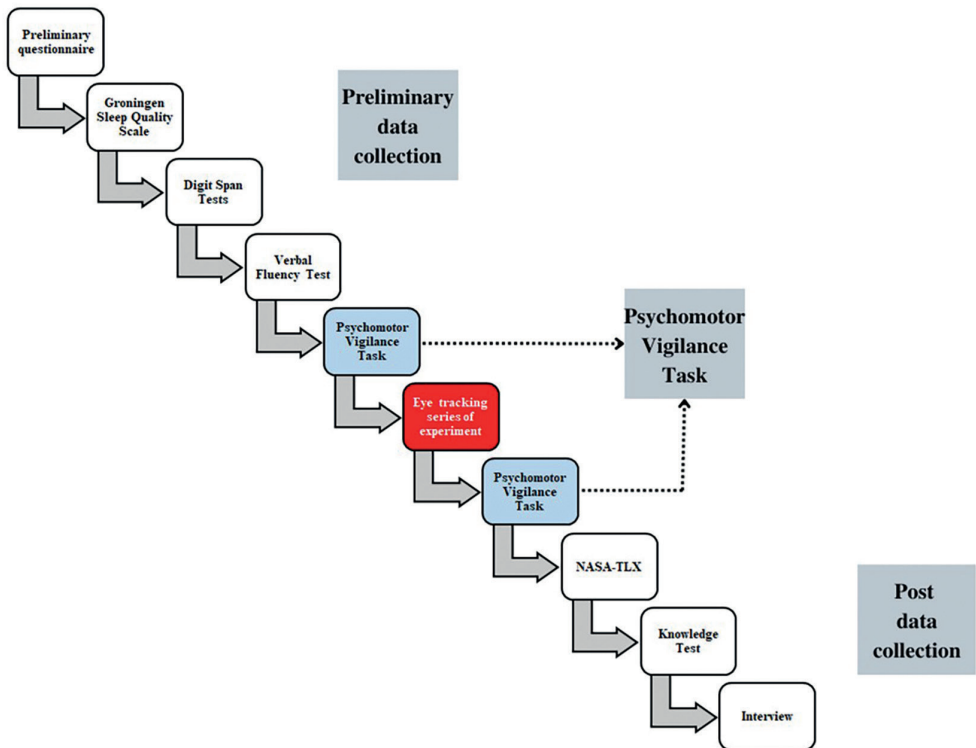 Preliminary
questionnaire
Groningen
Sleep Quality
Scale
Preliminary
data
collection
Digit Span
Tests
Verbal
Fluency Test
Psychomotor
Vigilance
Task
Psychomotor
Vigilance
Task
Eye tracking
series of
experiment
Psychomotor
Vigilance
Task
NASA-TLX
Post
data
collection
Knowledge
Test
Interview